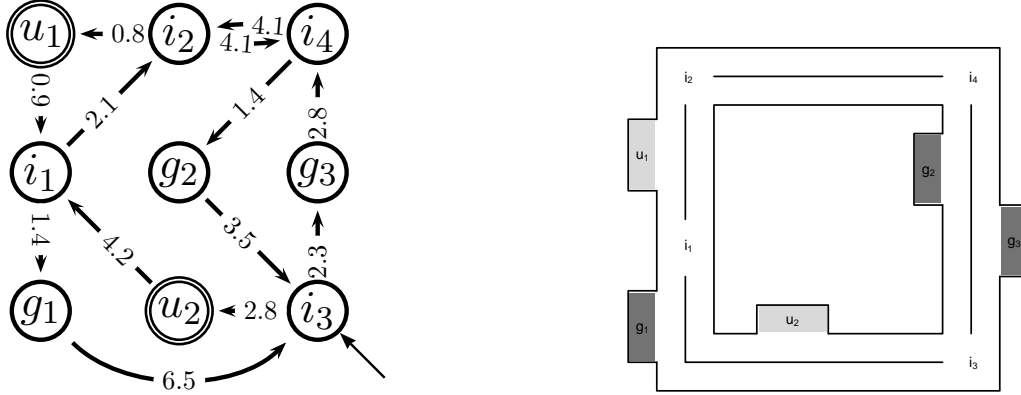 u1 0.8 i2 4.1 4.1 i4
0.9 2.1 1.4 2.8
i1 g2 g3
1.4 4.2 3.5 2.3
g1 u2 2.8 i3
6.5
i2 i4
u1 g2
i1 g3
g1 u2
i3